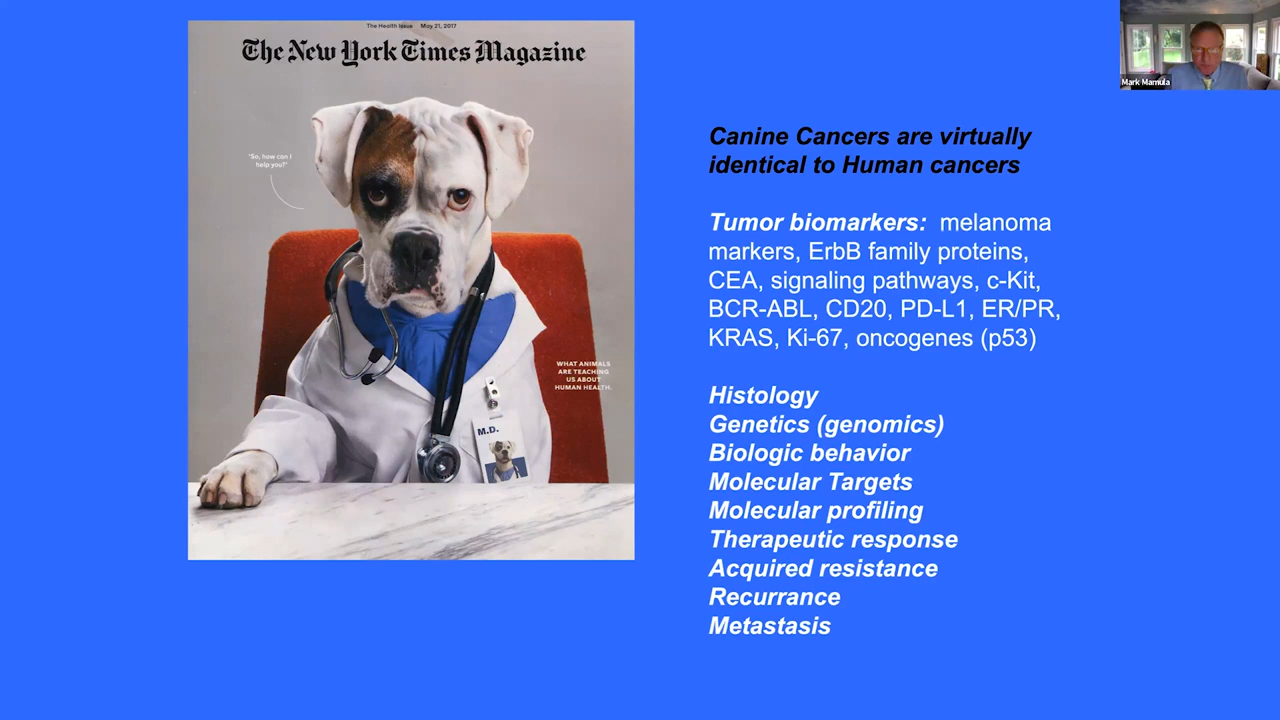 The Health Issue May 21, 2017
The New York Times Magazine
'So, how can I
help you?'
WHAT ANIMALS
ARE TEACHING
US ABOUT
HUMAN HEALTH.
M.D.
Mark Mamula
Canine Cancers are virtually
identical to Human cancers
Tumor biomarkers: melanoma
markers, ErbB family proteins,
CEA, signaling pathways, c-Kit,
BCR-ABL, CD20, PD-L1, ER/PR,
KRAS, Ki-67, oncogenes (p53)
Histology
Genetics (genomics)
Biologic behavior
Molecular Targets
Molecular profiling
Therapeutic response
Acquired resistance
Recurrance
Metastasis